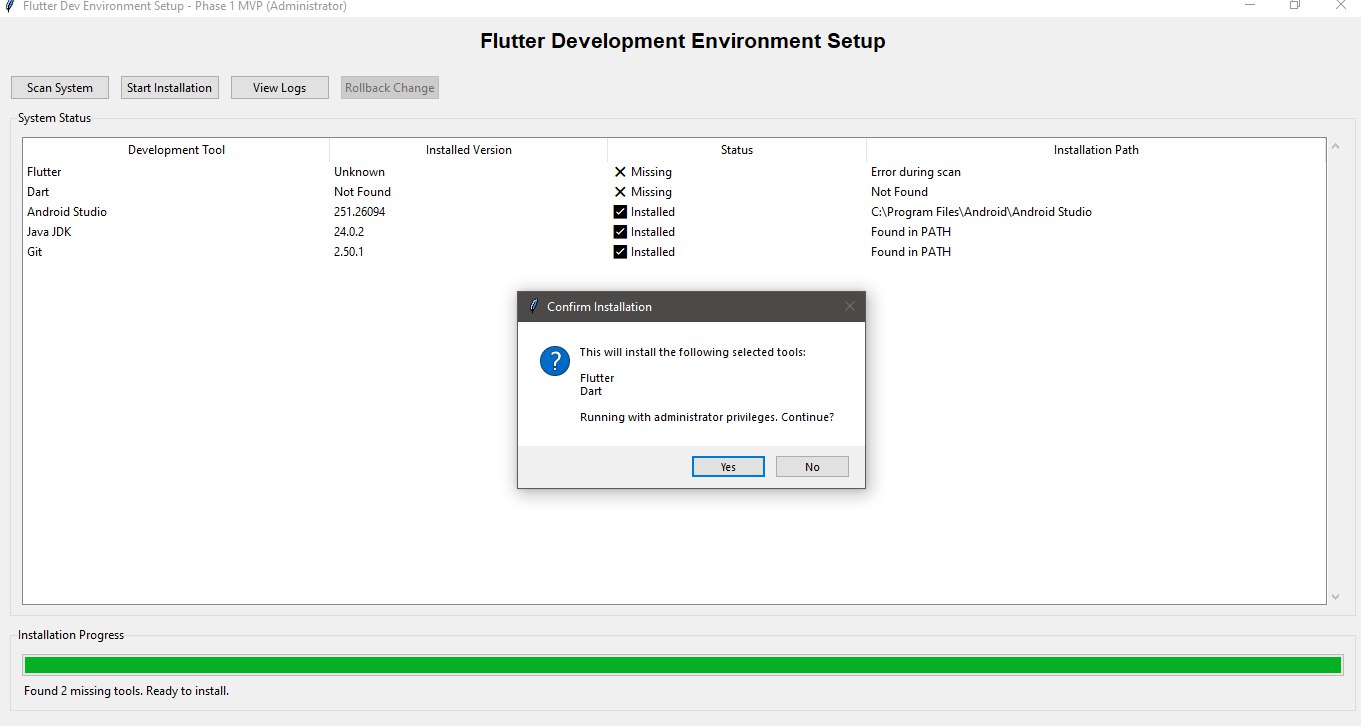 Flutter Dev Environment Setup - Phase 1 MVP (Administrator)
Flutter Development Environment Setup
Scan System Start Installation View Logs Rollback Change
System Status
Development Tool Installed Version Status Installation Path
Flutter Unknown Missing Error during scan
Dart Not Found Missing Not Found
Android Studio 251.26094 Installed C:\Program Files\Android\Android Studio
Java JDK 24.0.2 Installed Found in PATH
Git 2.50.1 Installed Found in PATH
Confirm Installation
This will install the following selected tools:
Flutter
Dart
Running with administrator privileges. Continue?
Yes No
Installation Progress
Found 2 missing tools. Ready to install.